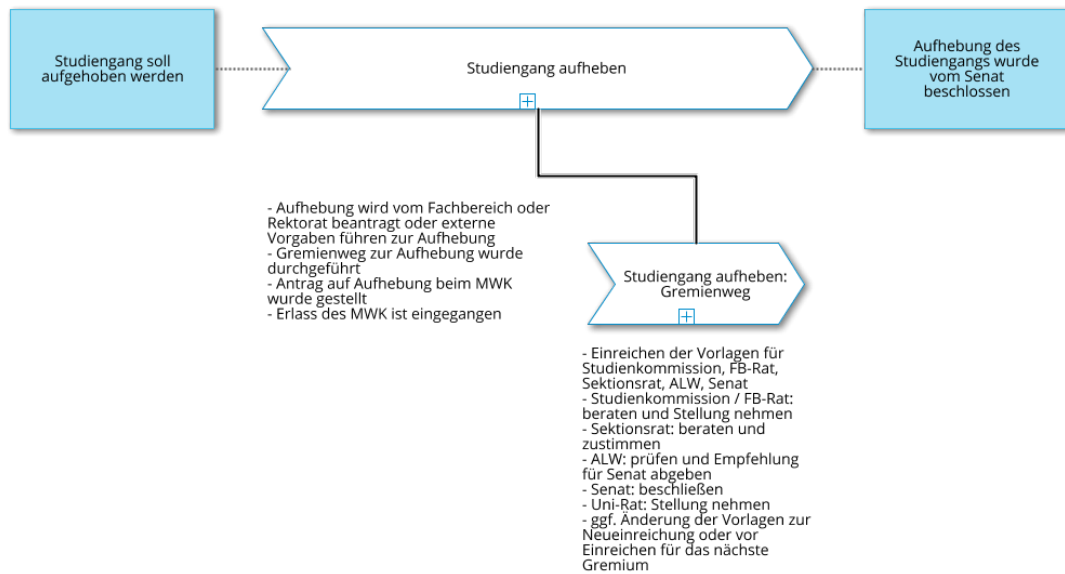 Studiengang soll
aufgehoben werden
Studiengang aufheben
Aufhebung des
Studiengangs wurde
vom Senat
beschlossen
- Aufhebung wird vom Fachbereich oder
Rektorat beantragt oder externe
Vorgaben führen zur Aufhebung
- Gremienweg zur Aufhebung wurde
durchgeführt
- Antrag auf Aufhebung beim MWK
wurde gestellt
- Erlass des MWK ist eingegangen
Studiengang aufheben:
Gremienweg
- Einreichen der Vorlagen für
Studienkommission, FB-Rat,
Sektionsrat, ALW, Senat
- Studienkommission / FB-Rat:
beraten und Stellung nehmen
- Sektionsrat: beraten und
zustimmen
- ALW: prüfen und Empfehlung
für Senat abgeben
- Senat: beschließen
- Uni-Rat: Stellung nehmen
- ggf. Änderung der Vorlagen zur
Neueinreichung oder vor
Einreichen für das nächste
Gremium